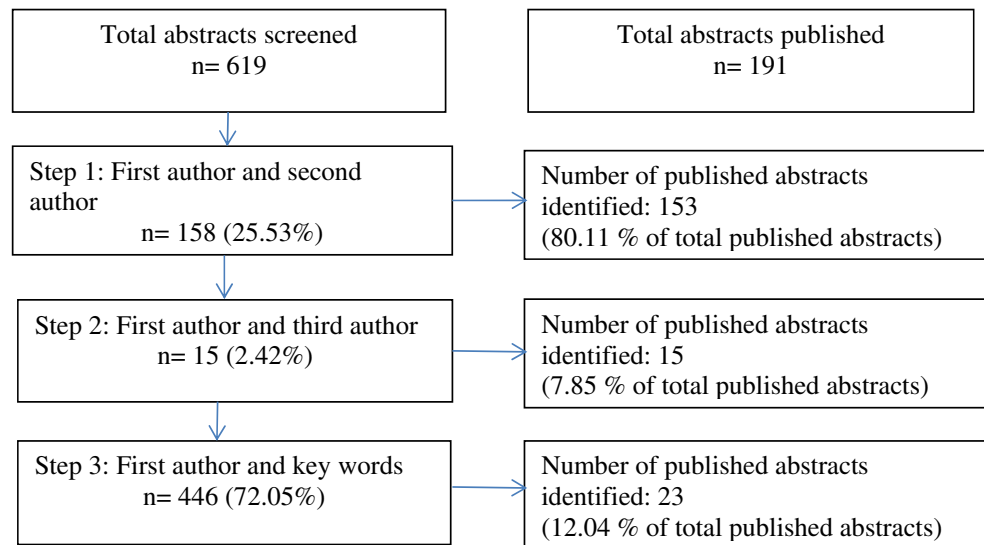 Total abstracts screened
n= 619
Total abstracts published
n= 191
Step 1: First author and second
author
n= 158 (25.53%)
Number of published abstracts
identified: 153
(80.11 % of total published abstracts)
Step 2: First author and third author
n= 15 (2.42%)
Number of published abstracts
identified: 15
(7.85 % of total published abstracts)
Step 3: First author and key words
n= 446 (72.05%)
Number of published abstracts
identified: 23
(12.04 % of total published abstracts)